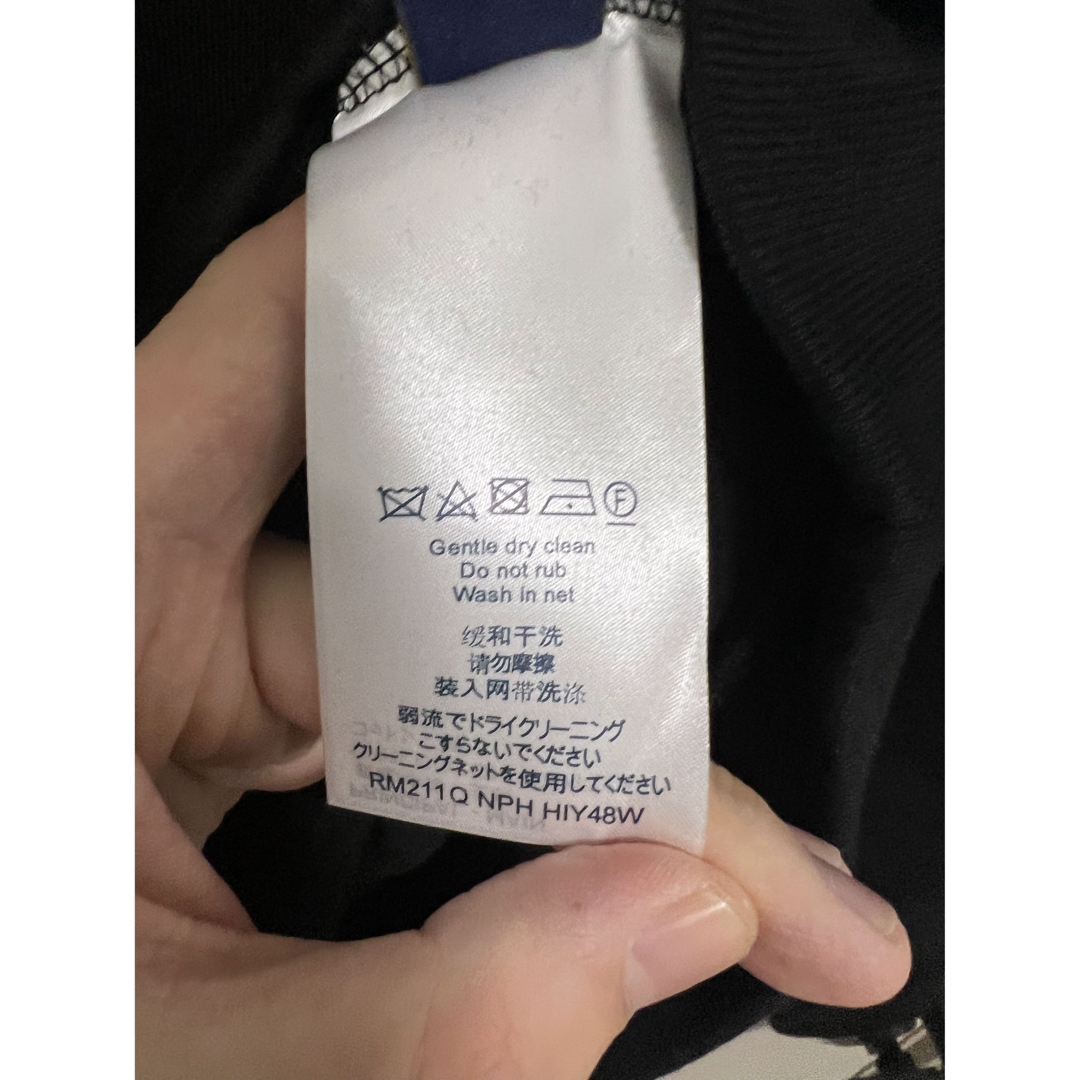 F
Gentle dry clean
Do not rub
Wash in net
缓和干洗
请勿摩擦
装入网带洗涤
弱流でドライクリーニング
こすらないでください
クリーニングネットを使用してください
RM211Q NPH HIY48W